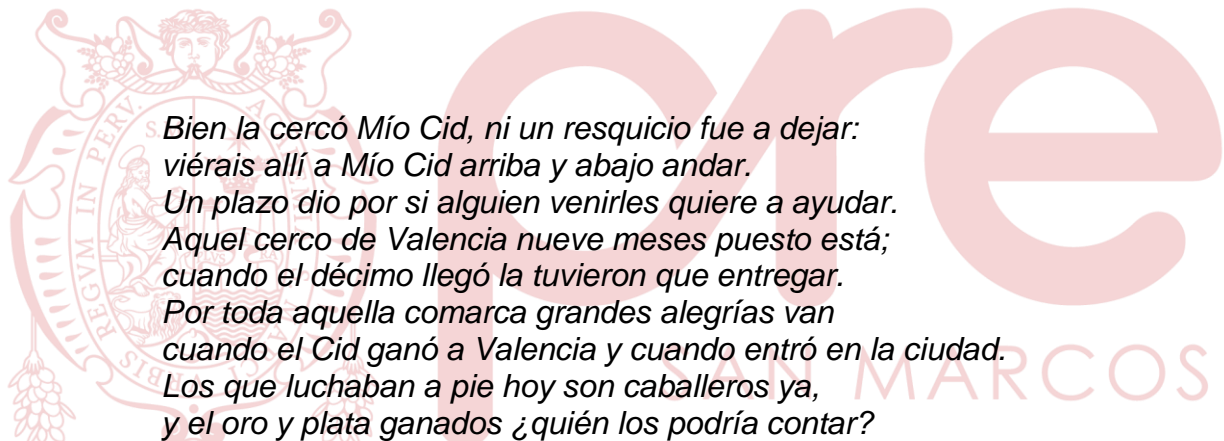 Bien la cercó Mío Cid, ni un resquicio fue a dejar:
viérais allí a Mío Cid arriba y abajo andar.
Un plazo dio por si alguien venirles quiere a ayudar.
Aquel cerco de Valencia nueve meses puesto está;
cuando el décimo llegó la tuvieron que entregar.
Por toda aquella comarca grandes alegrías van
cuando el Cid ganó a Valencia y cuando entró en la ciudad.
Los que luchaban a pie hoy son caballeros ya,
y el oro y plata ganados ¿quién los podría contar?
pre
SAN MARCOS